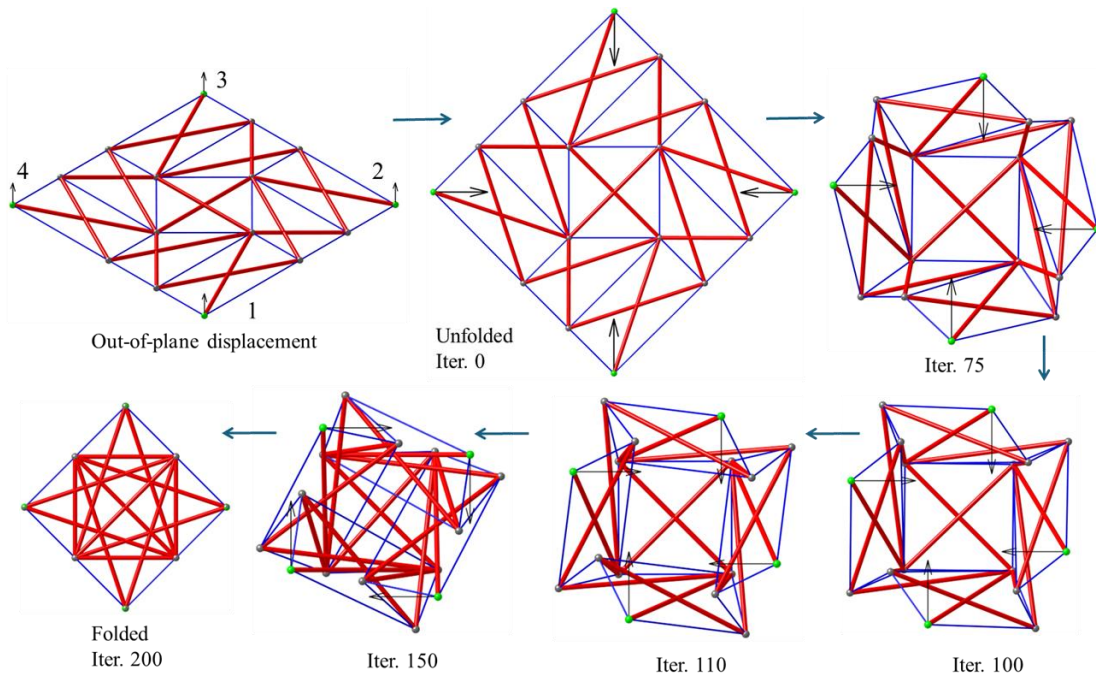 3
4
2
1
Out-of-plane displacement
Unfolded
Iter. 0
Iter. 75
Folded
Iter. 200
Iter. 150
Iter. 110
Iter. 100